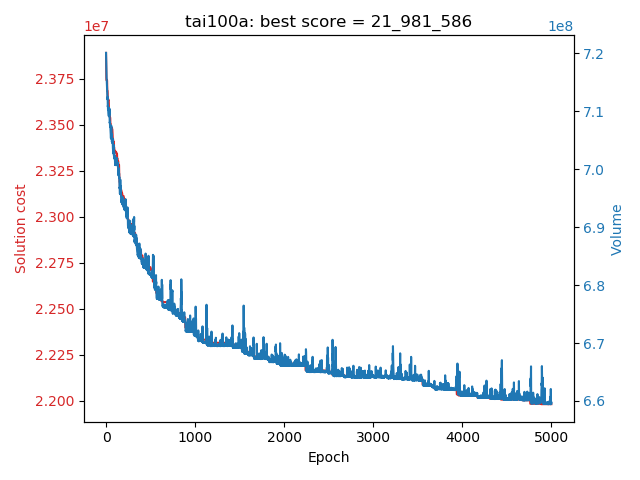 tai100a: best score = 21_981_586
1e7
1e8
2.375
2.350
2.325
2.300
2.275
2.250
2.225
2.200
Solution cost
7.2
7.1
7.0
6.9
6.8
6.7
6.6
Volume
0 1000 2000 3000 4000 5000
Epoch